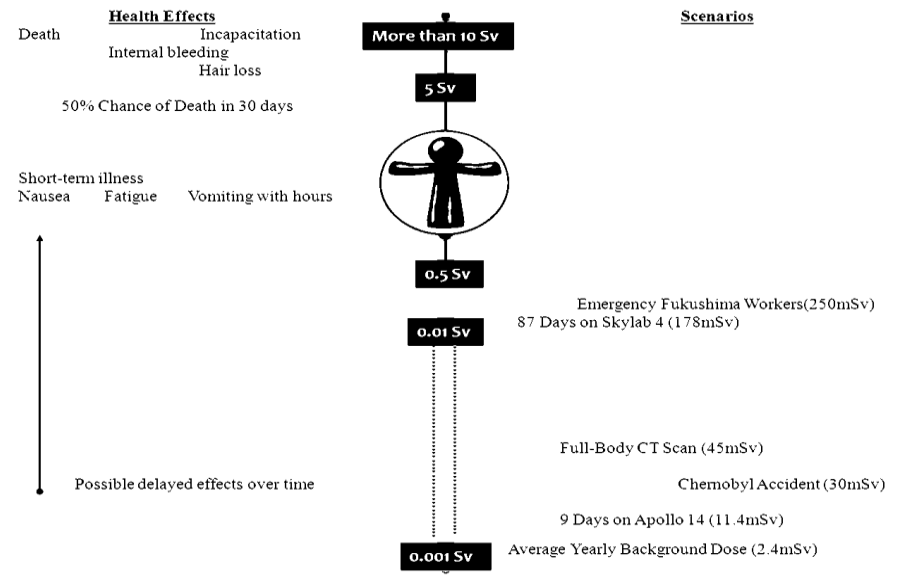 Health Effects
Scenarios
Death Incapacitation
More than 10 Sv
Internal bleeding
Hair loss
5 Sv
50% Chance of Death in 30 days
Short-term illness
Nausea Fatigue Vomiting with hours
0.5 Sv
Emergency Fukushima Workers(250mSv)
87 Days on Skylab 4 (178mSv)
0.01 Sv
Full-Body CT Scan (45mSv)
Possible delayed effects over time
Chernobyl Accident (30mSv)
9 Days on Apollo 14 (11.4mSv)
Average Yearly Background Dose (2.4mSv)
0.001 Sv